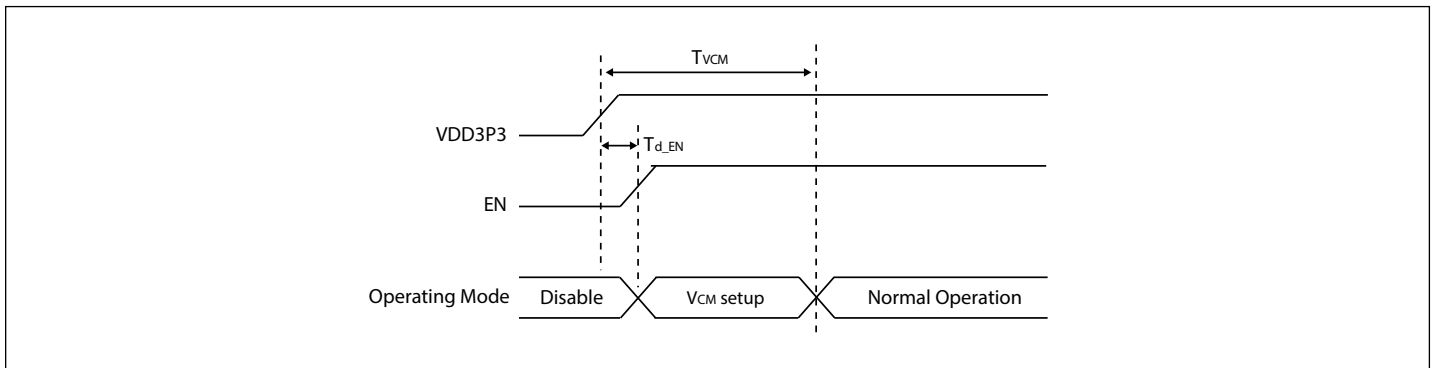 TVCM
VDD3P3
Td_EN
EN
Operating Mode Disable VCM setup Normal Operation